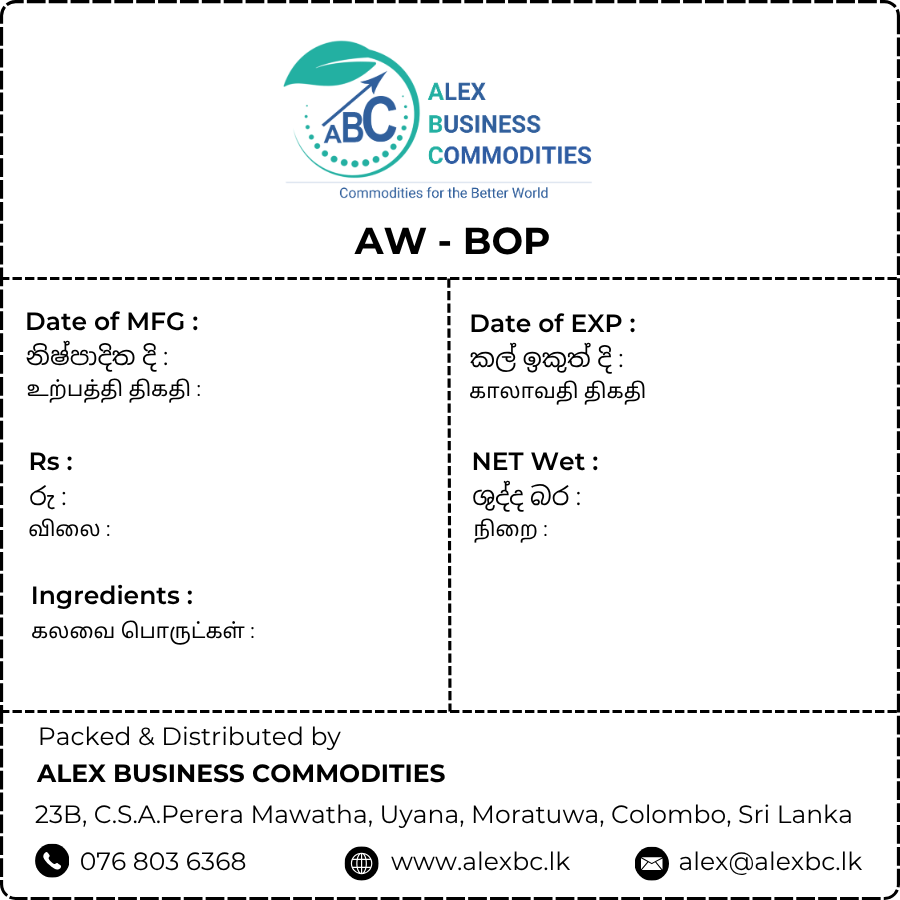 ABC
ALEX
BUSINESS
COMMODITIES
Commodities for the Better World
AW - BOP
Date of MFG :
නිෂ්පාදිත දි :
உற்பத்தி திகதி :
Date of EXP :
කල් ඉකුත් දි :
காலாவதி திகதி
Rs :
රු :
விலை :
NET Wet :
ශුද්ද බර :
நிறை :
Ingredients :
கலவை பொருட்கள் :
Packed & Distributed by
ALEX BUSINESS COMMODITIES
23B, C.S.A.Perera Mawatha, Uyana, Moratuwa, Colombo, Sri Lanka
076 803 6368 www.alexbc.lk alex@alexbc.lk